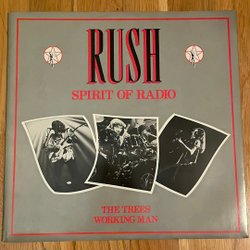 RUSH
SPIRIT OF RADIO
THE TREES
WORKING MAN